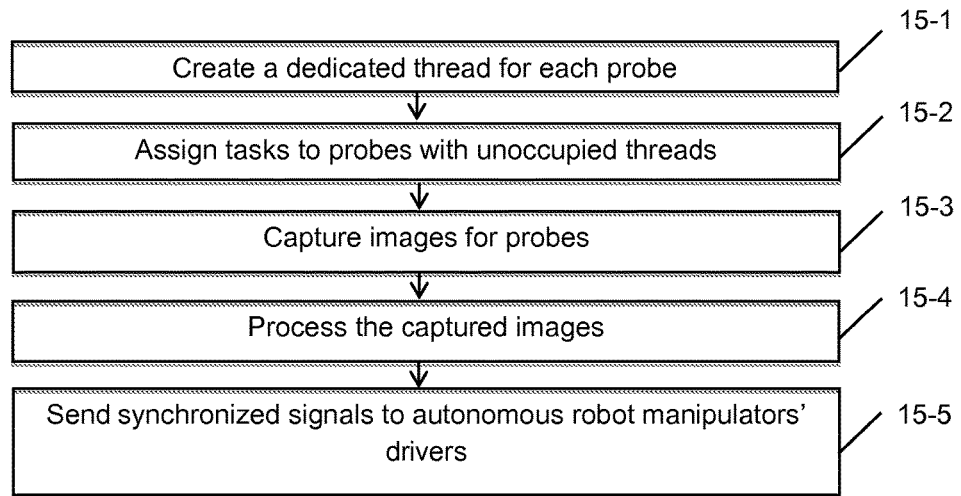 15-1
Create a dedicated thread for each probe
15-2
Assign tasks to probes with unoccupied threads
15-3
Capture images for probes
15-4
Process the captured images
15-5
Send synchronized signals to autonomous robot manipulators'
drivers